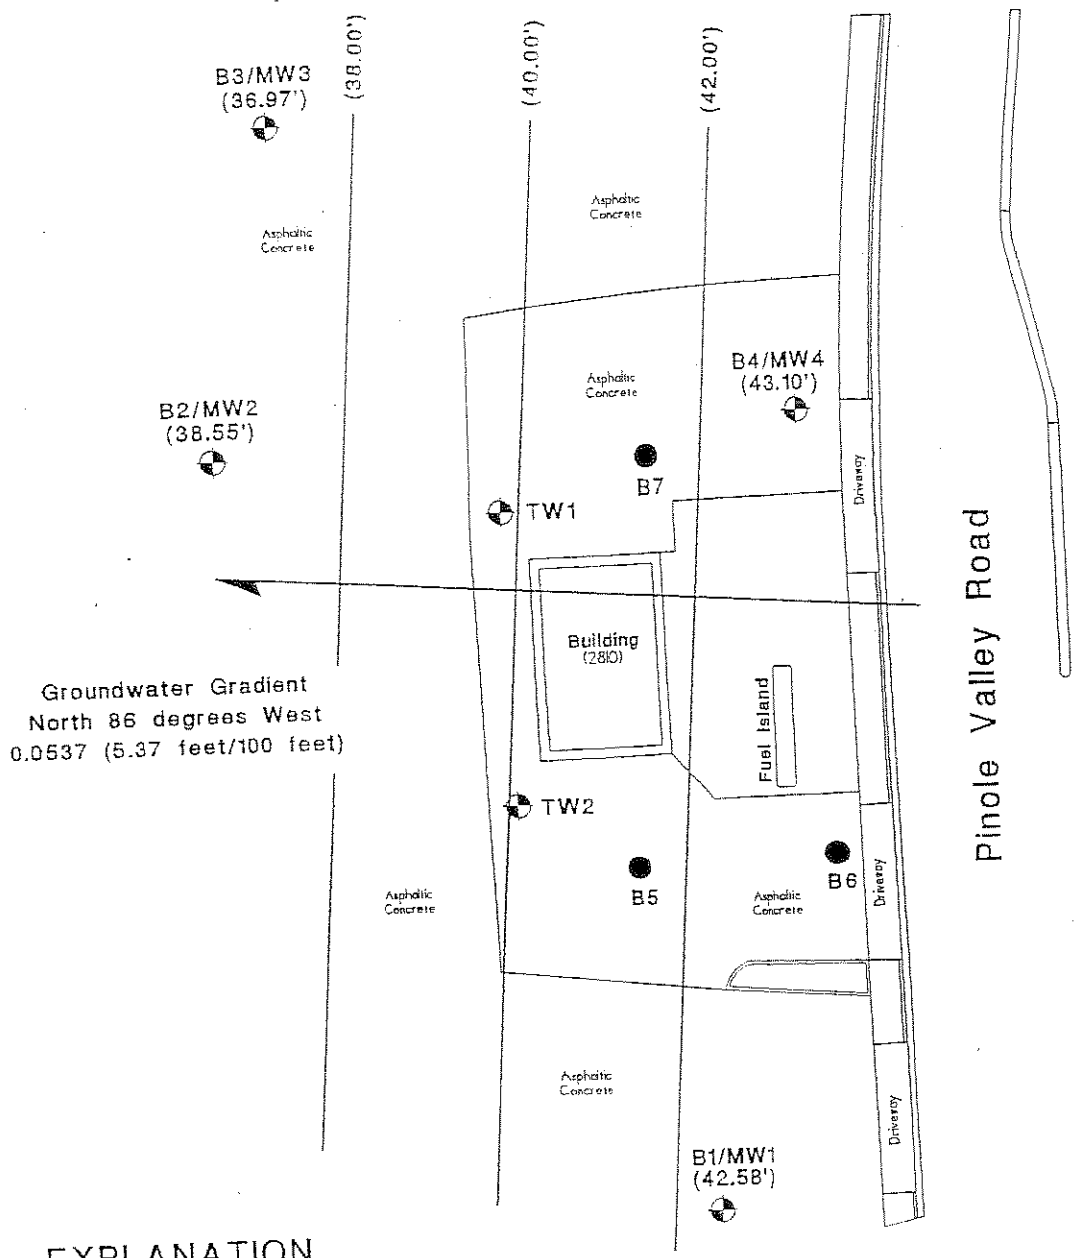 (38.00')
(40.00')
(42.00')
B3/MW3
(36.97')
Asphaltic
Concrete
Asphaltic
Concrete
B4/MW4
(43.10')
Asphaltic
Concrete
B2/MW2
(38.55')
B7
TW1
Driveway
Pinole Valley Road
Building
(2810)
Groundwater Gradient
North 86 degrees West
0.0537 (5.37 feet/100 feet)
Fuel Island
TW2
B5
B6
Driveway
Asphaltic
Concrete
Asphaltic
Concrete
Asphaltic
Concrete
Driveway
B1/MW1
(42.58')
EXPLANATION